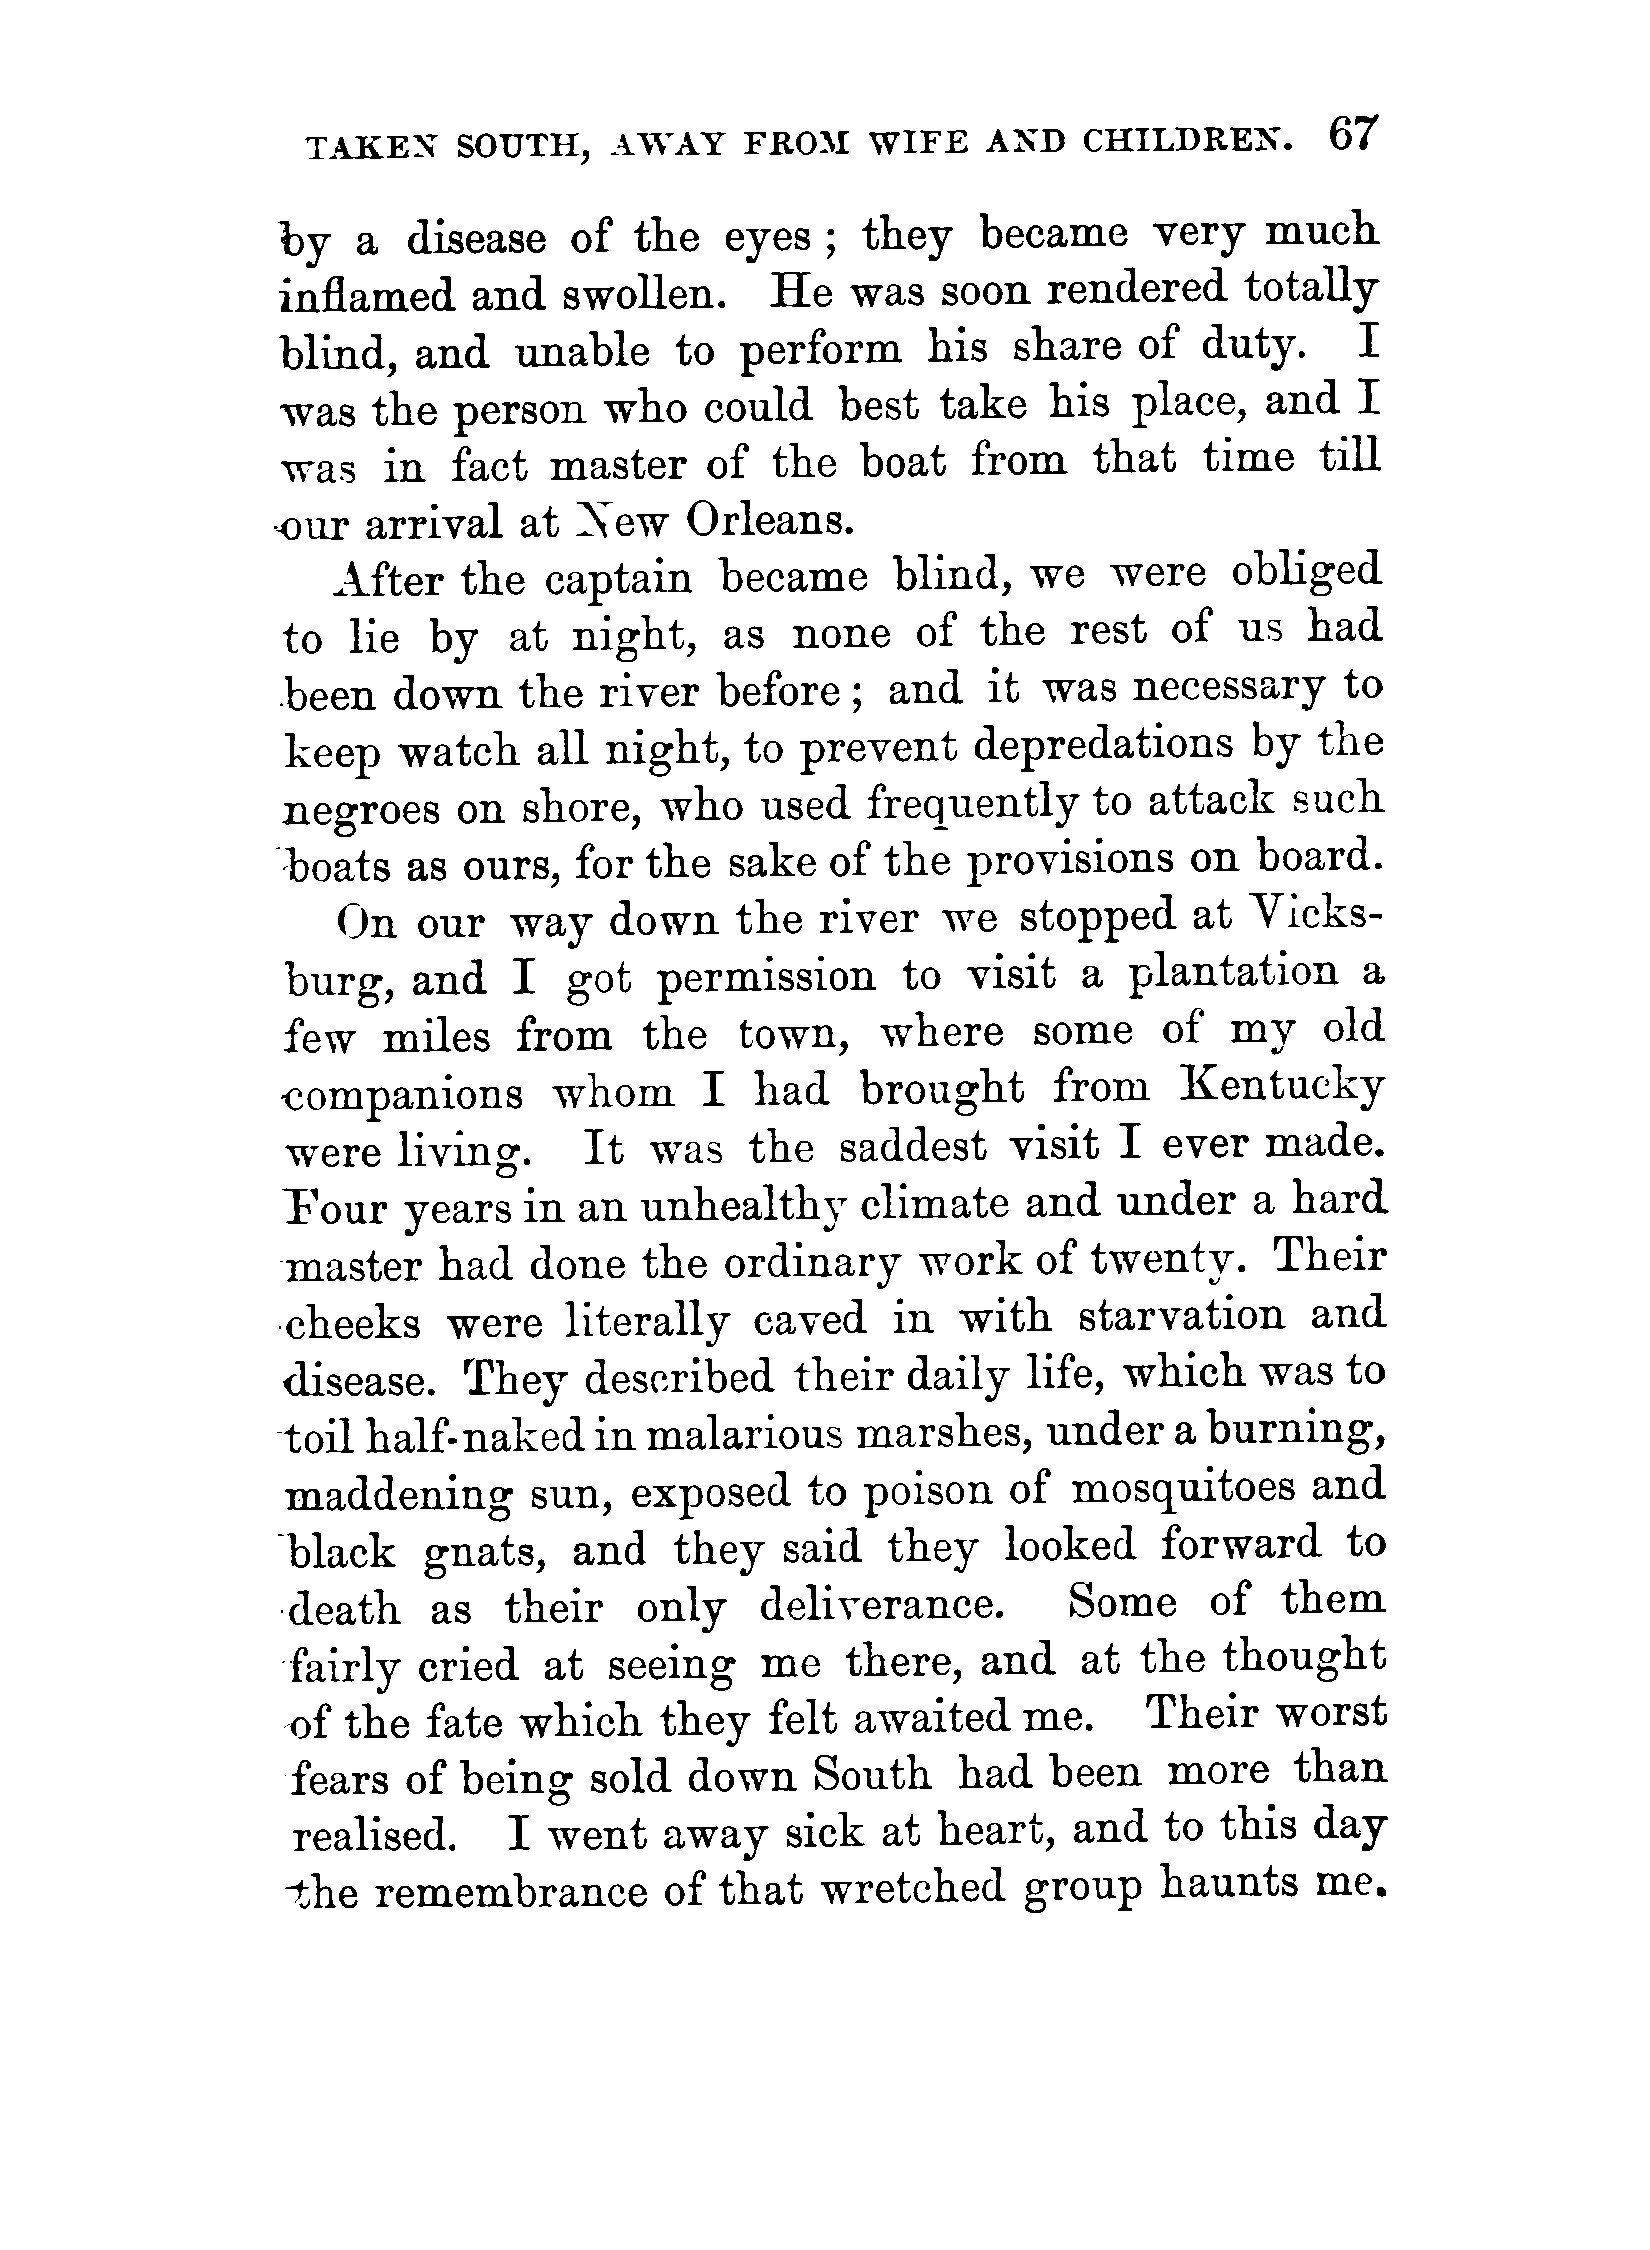 TAKEN SOUTH, AWAY FROM WIFE AND CHILDREN. 67
by a disease of the eyes; they became very much
inflamed and swollen. He was soon rendered totally
blind, and unable to perform his share of duty. I
was the person who could best take his place, and I
was in fact master of the boat from that time till
our arrival at New Orleans.
After the captain became blind, we were obliged
to lie by at night, as none of the rest of us had
been down the river before; and it was necessary to
keep watch all night, to prevent depredations by the
negroes on shore, who used frequently to attack such
boats as ours, for the sake of the provisions on board.
On our way down the river we stopped at Vicks-
burg, and I got permission to visit a plantation a
few miles from the town, where some of my old
companions whom I had brought from Kentucky
were living. It was the saddest visit I ever made.
Four years in an unhealthy climate and under a hard
master had done the ordinary work of twenty. Their
cheeks were literally caved in with starvation and
disease. They described their daily life, which was to
toil half-naked in malarious marshes, under a burning,
maddening sun, exposed to poison of mosquitoes and
black gnats, and they said they looked forward to
death as their only deliverance. Some of them
fairly cried at seeing me there, and at the thought
of the fate which they felt awaited me. Their worst
fears of being sold down South had been more than
realised. I went away sick at heart, and to this day
the remembrance of that wretched group haunts me.